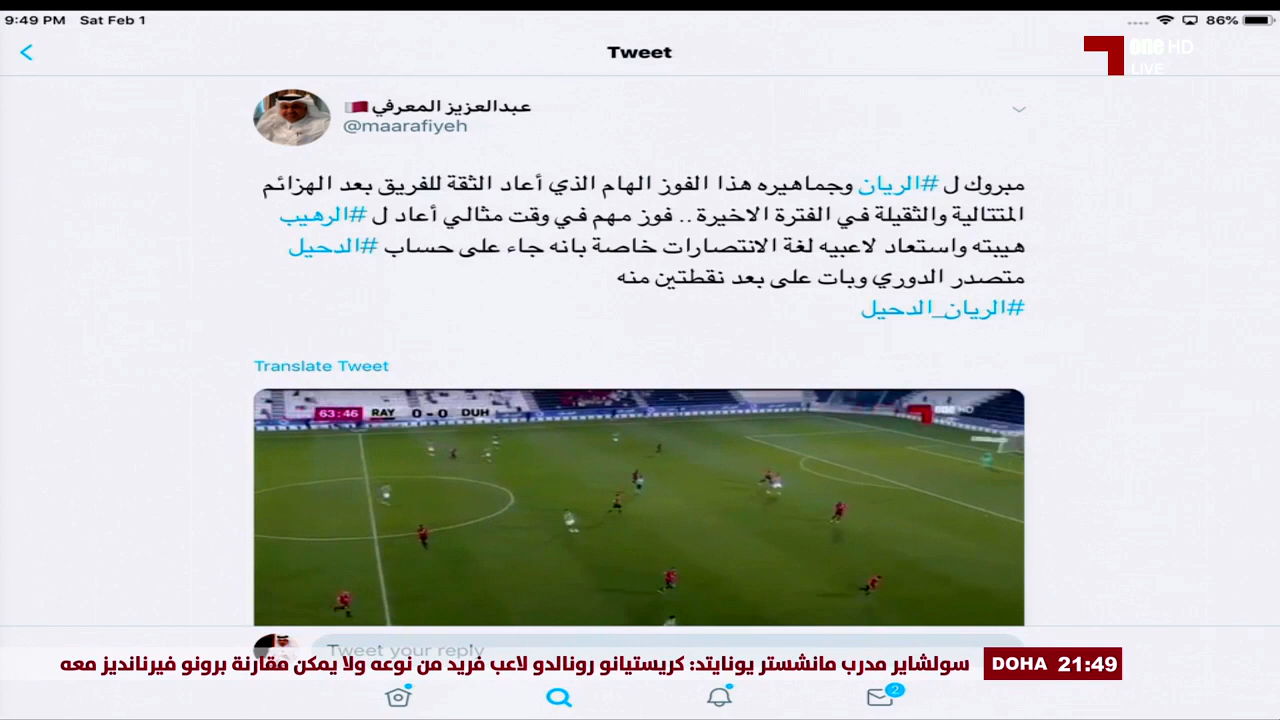 9:49 PM Sat Feb 1
86%
Tweet
one HD
LIVE
عبدالعزيز المعرفي
@maarafiyeh
مبروك ل #الريان وجماهيره هذا الفوز الهام الذي أعاد الثقة للفريق بعد الهزائم
المتتالية والثقيلة في الفترة الاخيرة.. فوز مهم في وقت مثالي أعاد ل #الرهيب
هيبته واستعاد لاعبيه لغة الانتصارات خاصة بانه جاء على حساب #الدحيل
متصدر الدوري وبات على بعد نقطتين منه
#الريان_الدحيل
Translate Tweet
63:46 RAY 0 - 0 DUH
one HD
Tweet your reply
سولشاير مدرب مانشستر يونايتد: كريستيانو رونالدو لاعب فريد من نوعه ولا يمكن مقارنة برونو فيرنانديز معه
DOHA 21:49
2